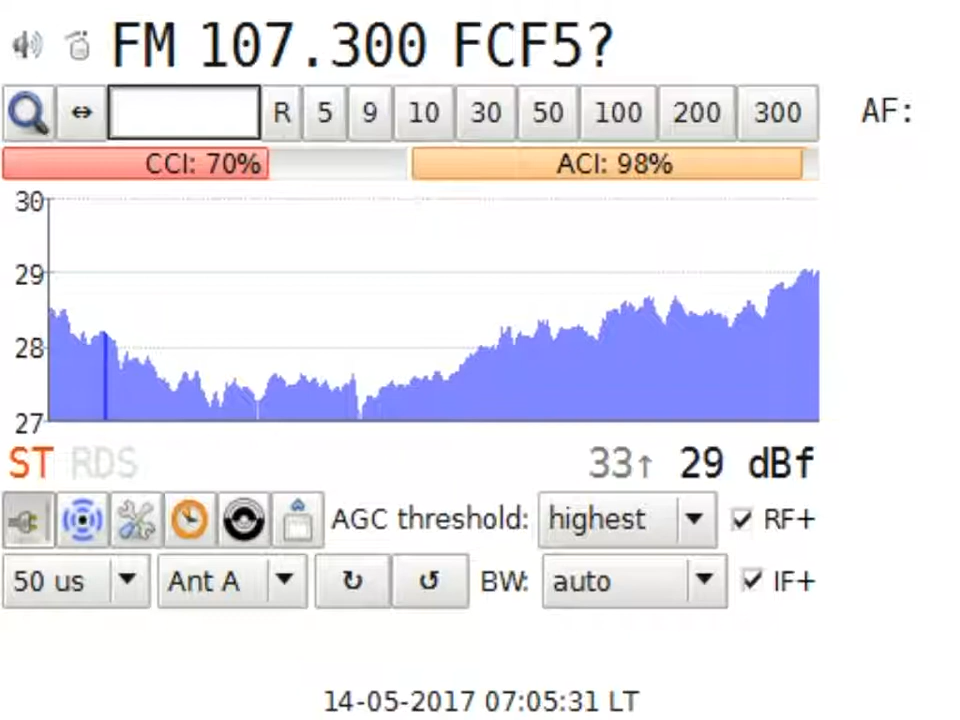 FM 107.300 FCF5?
R 5 9 10 30 50 100 200 300 AF:
CCI: 70% ACI: 98%
30
29
28
27
ST RDS 33↑ 29 dBf
AGC threshold: highest RF+
50 us Ant A ↻ ↺ BW: auto IF+
14-05-2017 07:05:31 LT